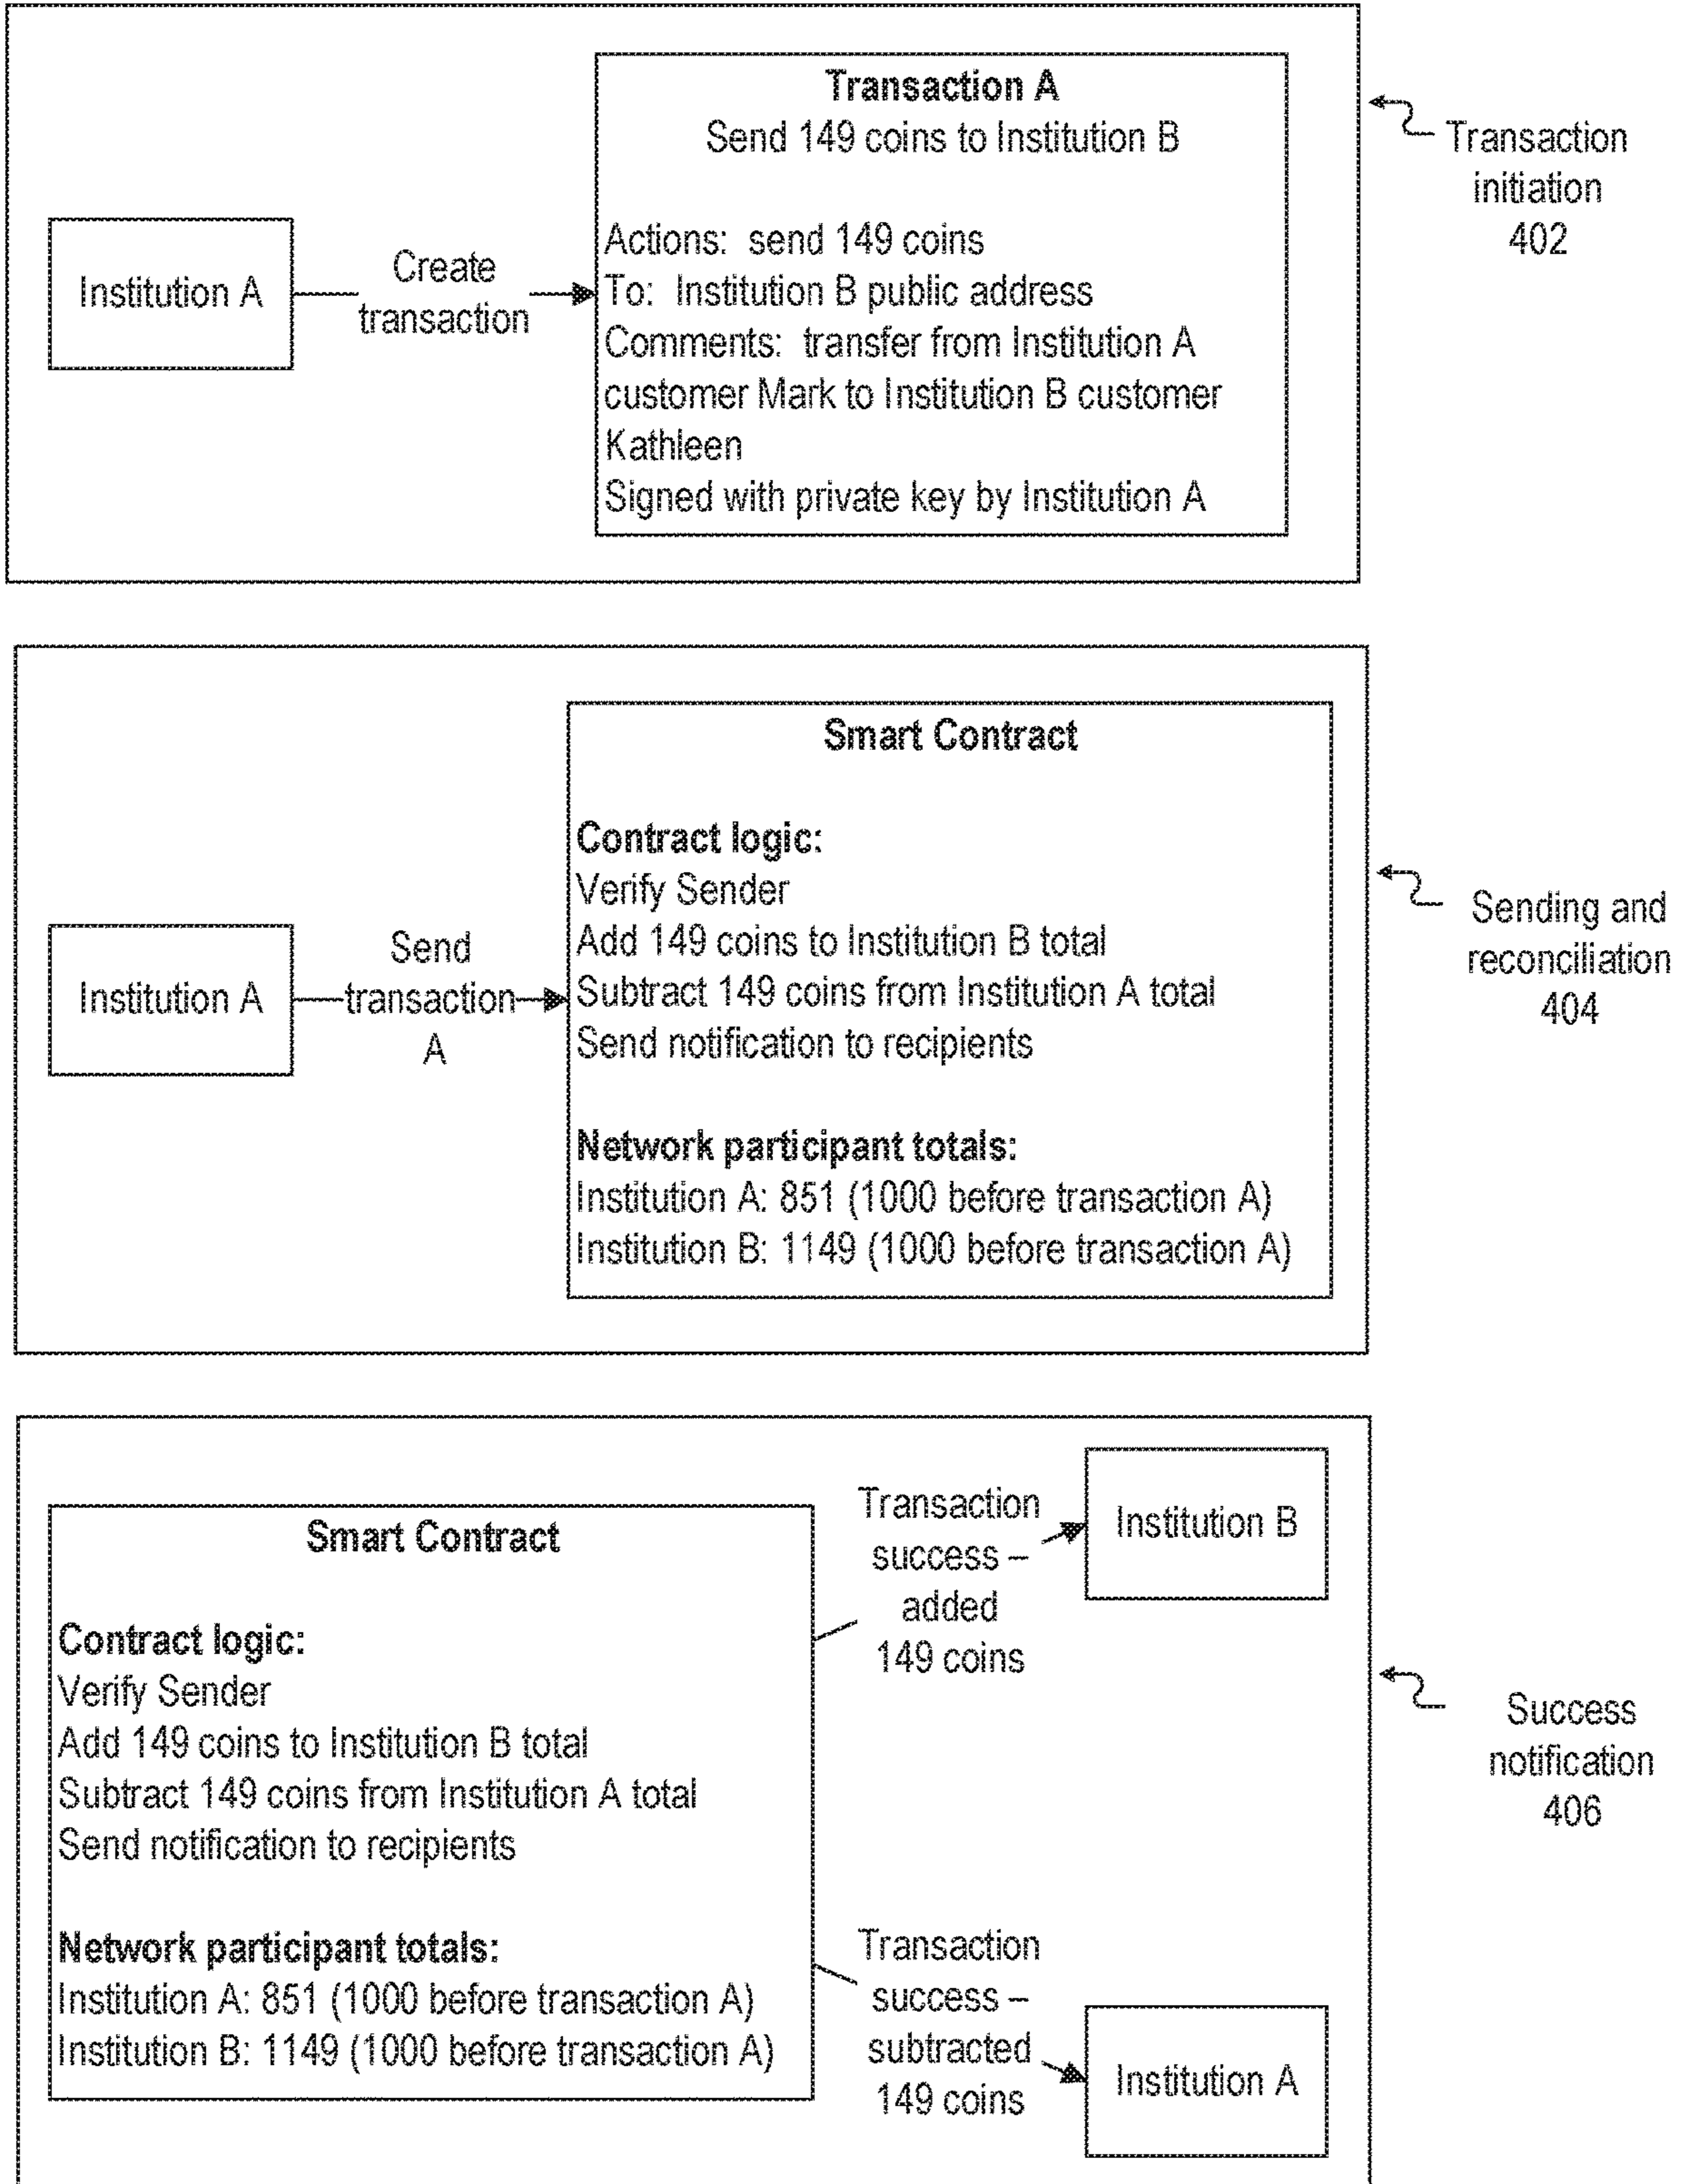 Transaction A
Send 149 coins to Institution B
Actions: send 149 coins
To: Institution B public address
Comments: transfer from Institution A
customer Mark to Institution B customer
Kathleen
Signed with private key by Institution A
Institution A
Create
transaction
Transaction
initiation
402
Smart Contract
Contract logic:
Verify Sender
Add 149 coins to Institution B total
Subtract 149 coins from Institution A total
Send notification to recipients
Network participant totals:
Institution A: 851 (1000 before transaction A)
Institution B: 1149 (1000 before transaction A)
Institution A
Send
transaction
A
Sending and
reconciliation
404
Smart Contract
Contract logic:
Verify Sender
Add 149 coins to Institution B total
Subtract 149 coins from Institution A total
Send notification to recipients
Network participant totals:
Institution A: 851 (1000 before transaction A)
Institution B: 1149 (1000 before transaction A)
Transaction
success –
added
149 coins
Institution B
Transaction
success –
subtracted
149 coins
Institution A
Success
notification
406